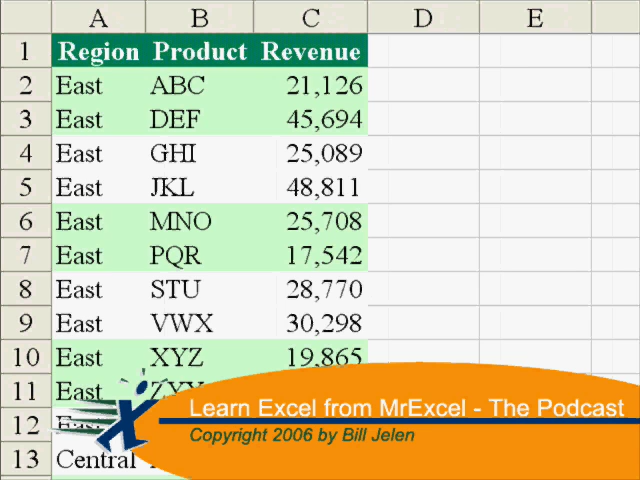 A B C D E
1 Region Product Revenue
2 East ABC 21,126
3 East DEF 45,694
4 East GHI 25,089
5 East JKL 48,811
6 East MNO 25,708
7 East PQR 17,542
8 East STU 28,770
9 East VWX 30,298
10 East XYZ 19,865
11 East
12 East
13 Central
Learn Excel from MrExcel - The Podcast
Copyright 2006 by Bill Jelen